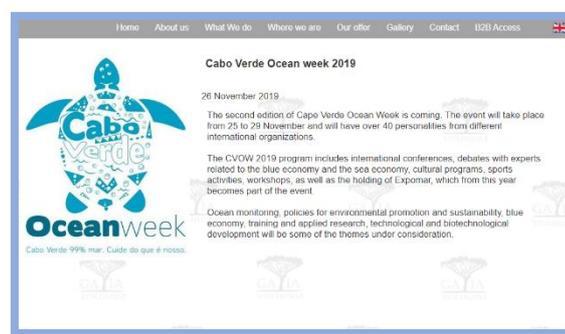 Home About us What We do Where we are Our offer Gallery Contact B2B Access
Cabo Verde Ocean week 2019
26 November 2019
The second edition of Cape Verde Ocean Week is coming. The event will take place
from 25 to 29 November and will have over 40 personalities from different
international organizations.
The CVOW 2019 program includes international conferences, debates with experts
related to the blue economy and the sea economy, cultural programs, sports
activities, workshops, as well as the holding of Expomar, which from this year
becomes part of the event.
Ocean monitoring, policies for environmental promotion and sustainability, blue
economy, training and applied research, technological and biotechnological
development will be some of the themes under consideration.
Cabo
verde
Oceanweek
Cabo Verde 99% mar. Cuide do que é nosso.